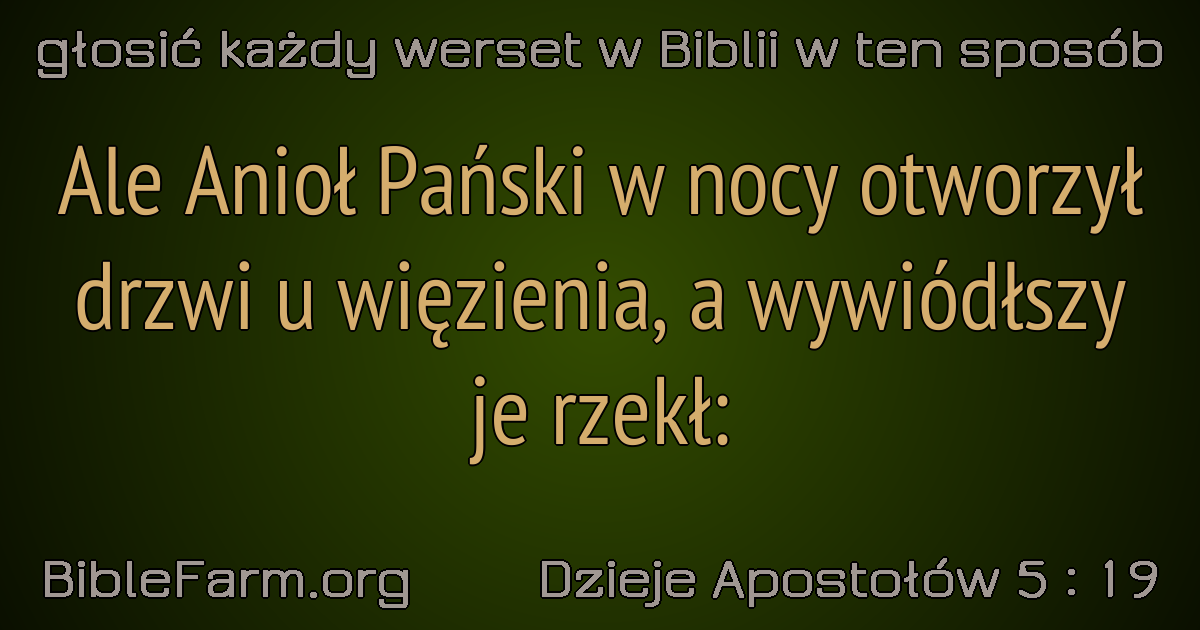 głosić każdy werset w Biblii w ten sposób
Ale Anioł Pański w nocy otworzył
drzwi u więzienia, a wywiódłszy
je rzekł:
BibleFarm.org
Dzieje Apostołów 5 : 19